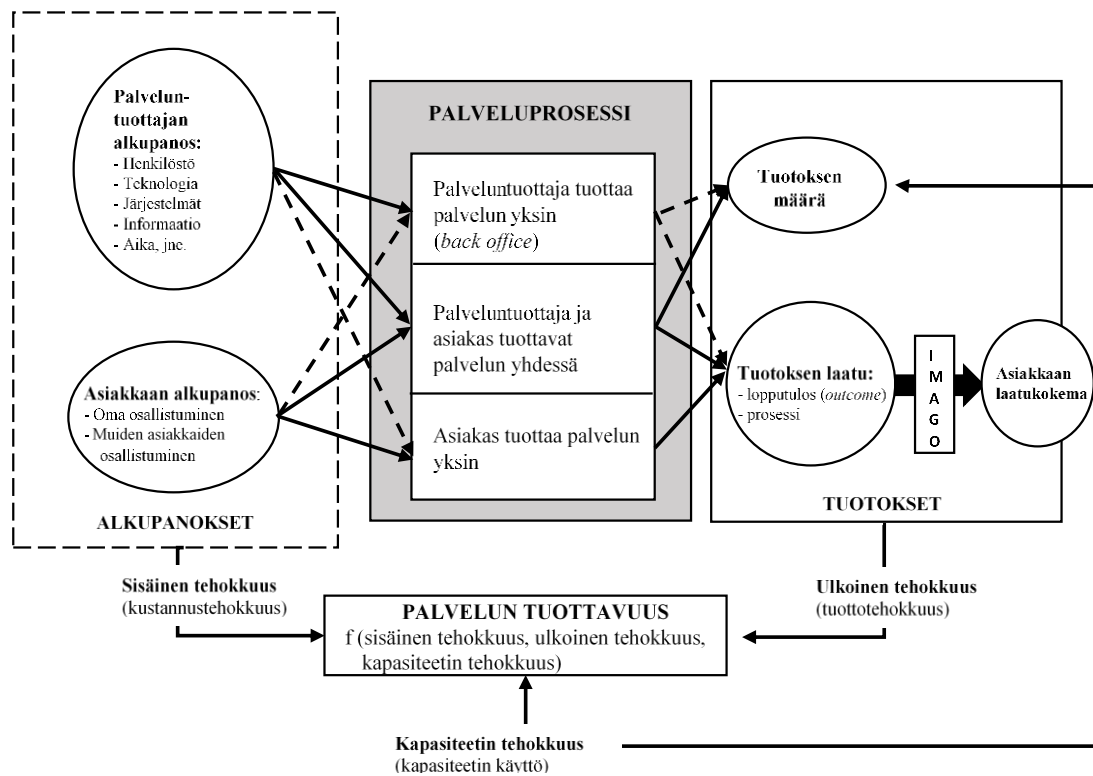 Palvelun-
tuottajan
alkupanos:
- Henkilöstö
- Teknologia
- Järjestelmät
- Informaatio
- Aika, jne.
Asiakkaan alkupanos:
- Oma osallistuminen
- Muiden asiakkaiden
osallistuminen
ALKUPANOKSET
PALVELUPROSESSI
Palveluntuottaja tuottaa
palvelun yksin
(back office)
Palveluntuottaja ja
asiakas tuottavat
palvelun yhdessä
Asiakas tuottaa palvelun
yksin
Tuotoksen
määrä
Tuotoksen laatu:
- lopputulos (outcome)
- prosessi
I
M
A
G
O
Asiakkaan
laatukokema
TUOTOKSET
Sisäinen tehokkuus
(kustannustehokkuus)
PALVELUN TUOTTAVUUS
f (sisäinen tehokkuus, ulkoinen tehokkuus,
kapasiteetin tehokkuus)
Ulkoinen tehokkuus
(tuottotehokkuus)
Kapasiteetin tehokkuus
(kapasiteetin käyttö)